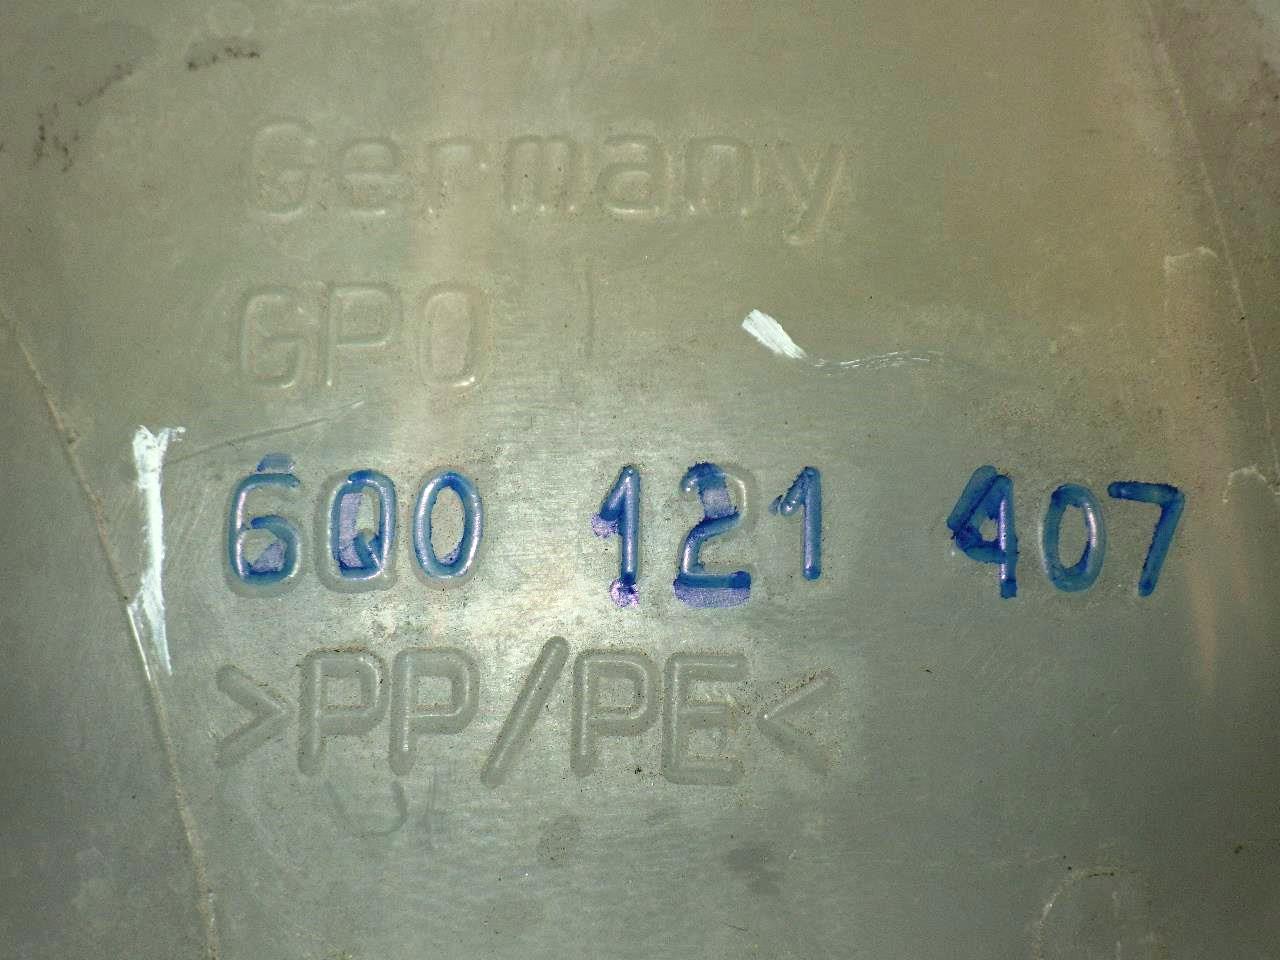 Germany
GPO
6Q0 121 407
>PP/PE<